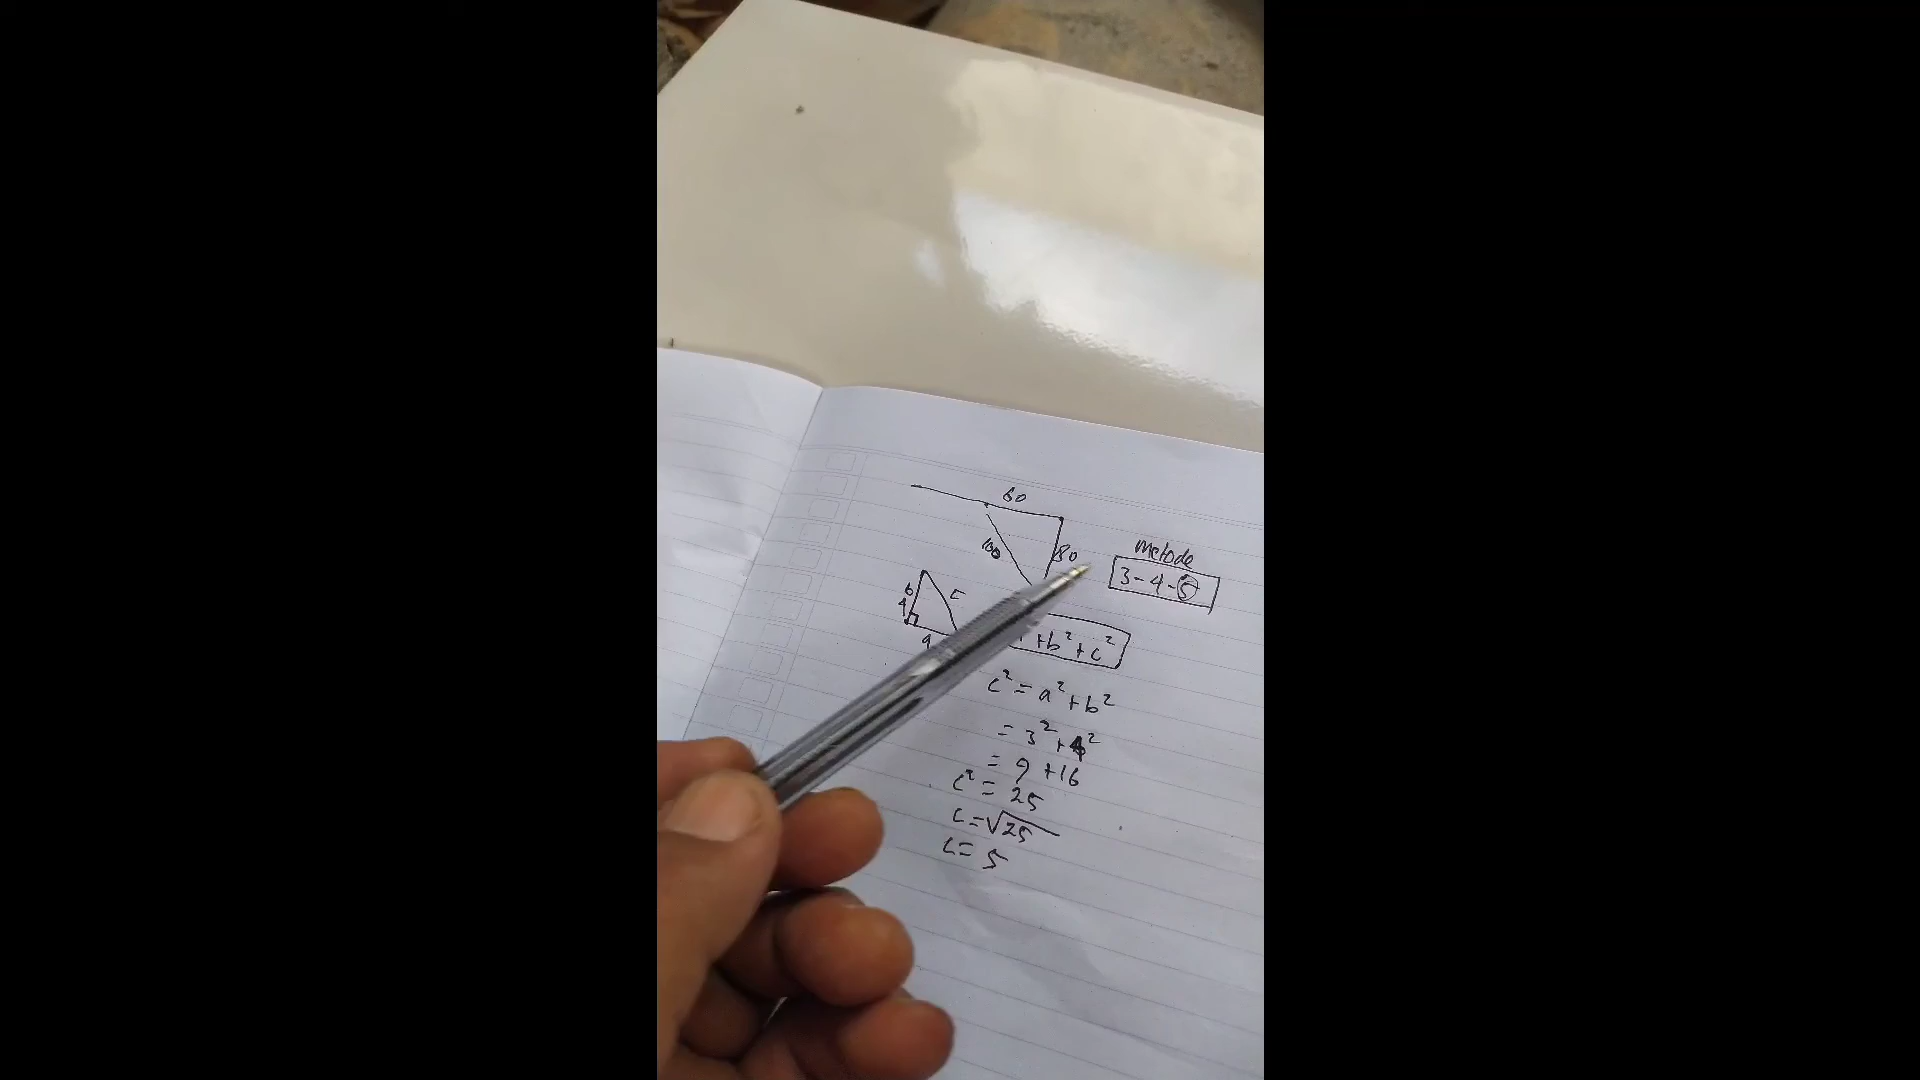 60
100
80
metode
3-4-5
b
4
c
a
+b²+c²
c²=a²+b²
=3²+4²
=9+16
c²=25
c=√25
c=5